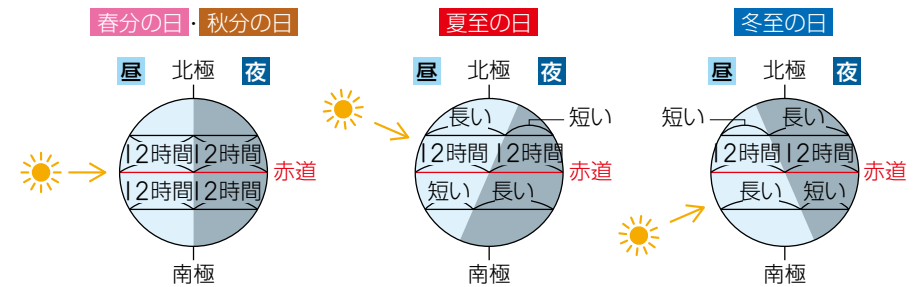 春分の日・秋分の日
昼 北極 夜
12時間 12時間
赤道
12時間 12時間
南極
夏至の日
昼 北極 夜
長い 短い
12時間 12時間
赤道
短い 長い
南極
冬至の日
昼 北極 夜
短い 長い
12時間 12時間
赤道
長い 短い
南極